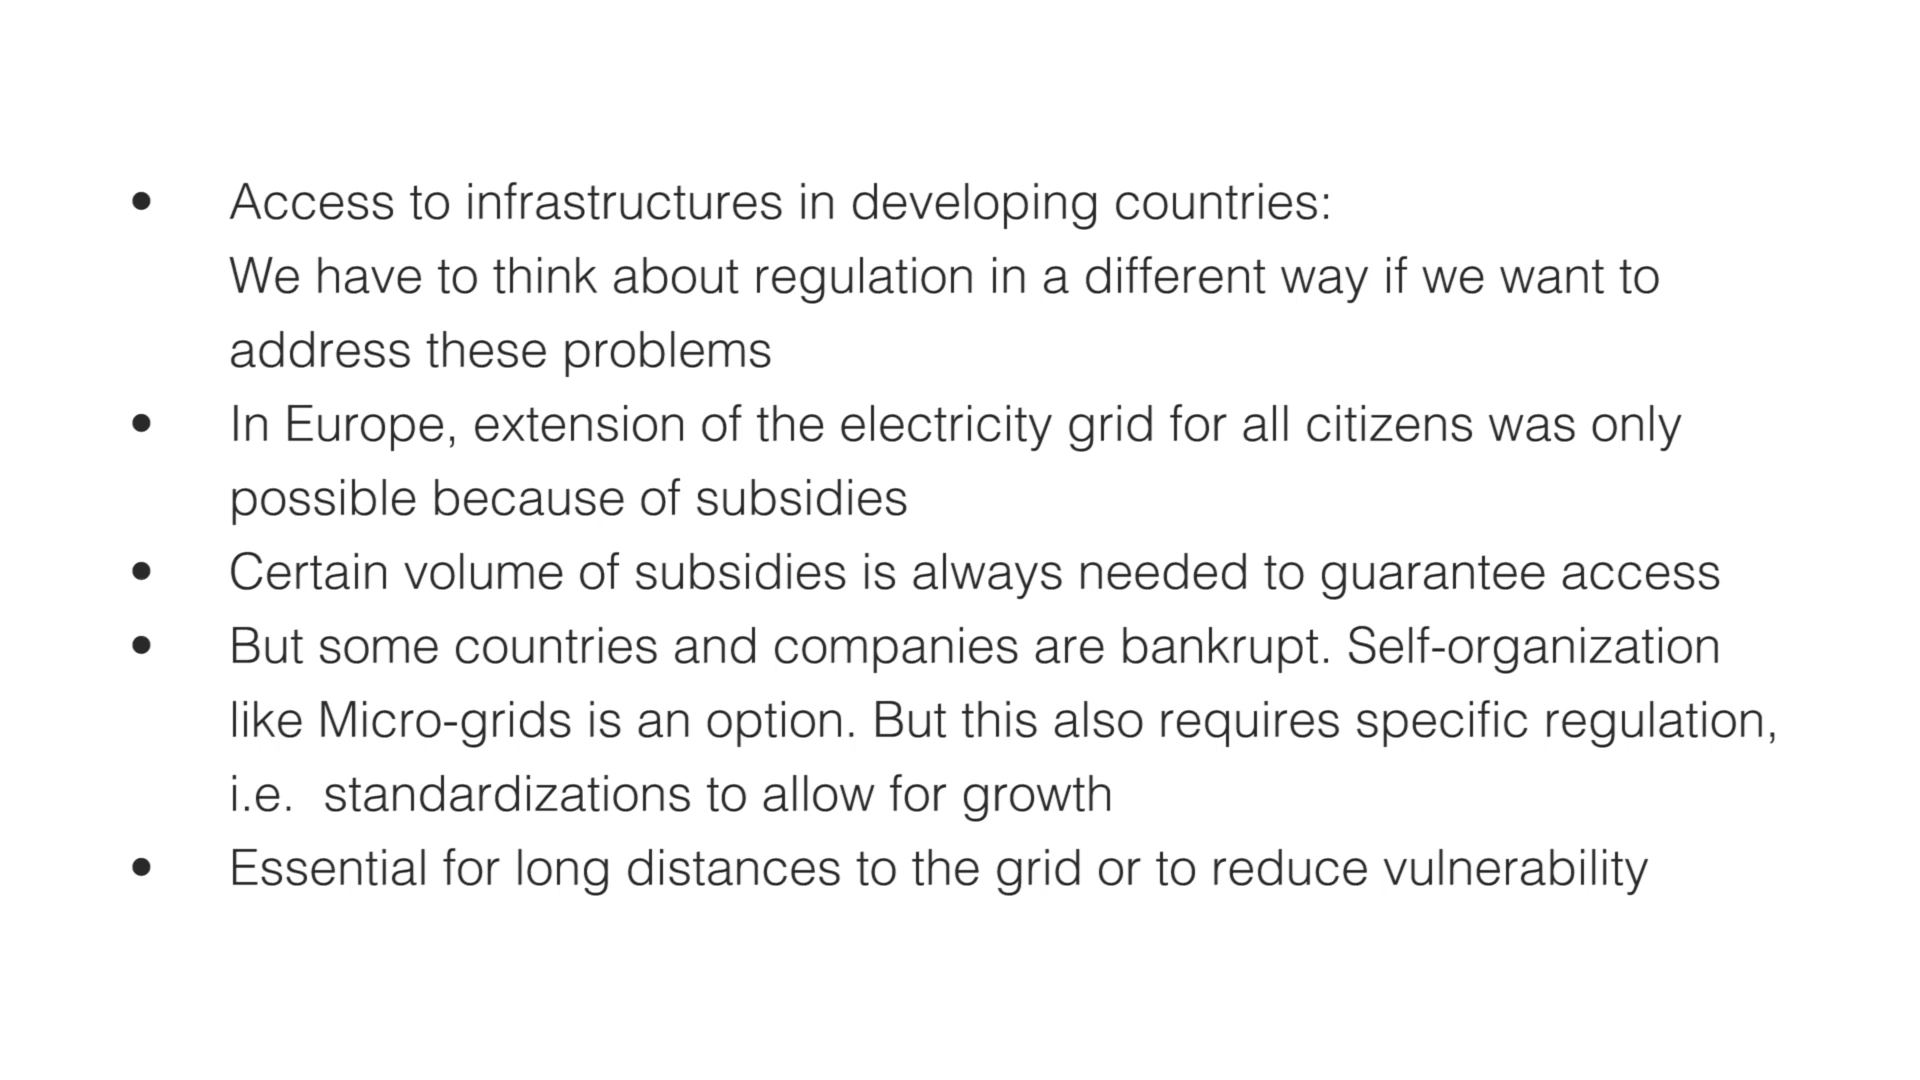 • Access to infrastructures in developing countries:
We have to think about regulation in a different way if we want to
address these problems
• In Europe, extension of the electricity grid for all citizens was only
possible because of subsidies
• Certain volume of subsidies is always needed to guarantee access
• But some countries and companies are bankrupt. Self-organization
like Micro-grids is an option. But this also requires specific regulation,
i.e.  standardizations to allow for growth
• Essential for long distances to the grid or to reduce vulnerability